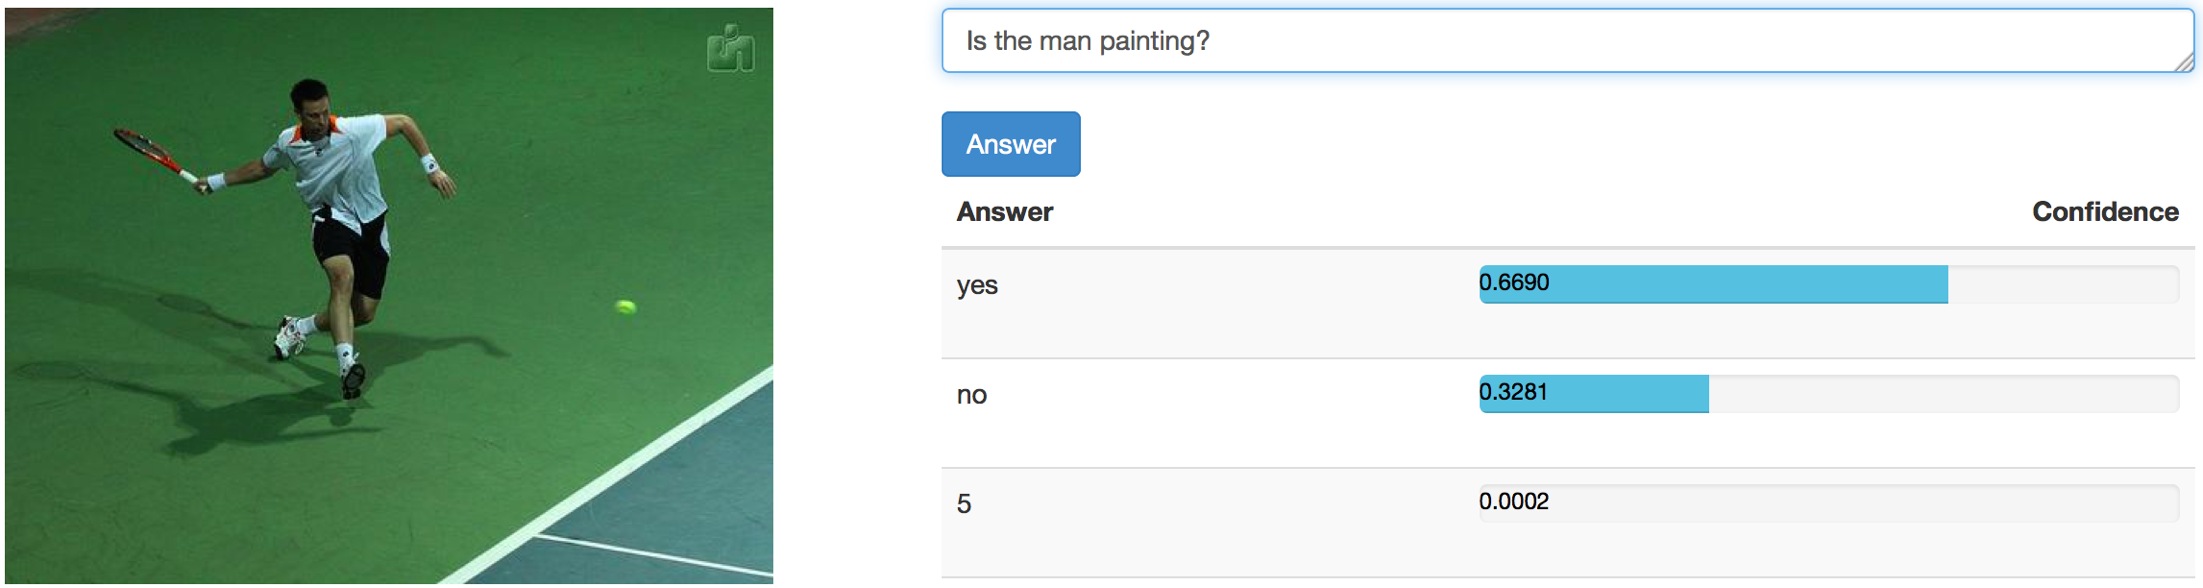 Is the man painting?
Answer
Answer Confidence
yes 0.6690
no 0.3281
5 0.0002